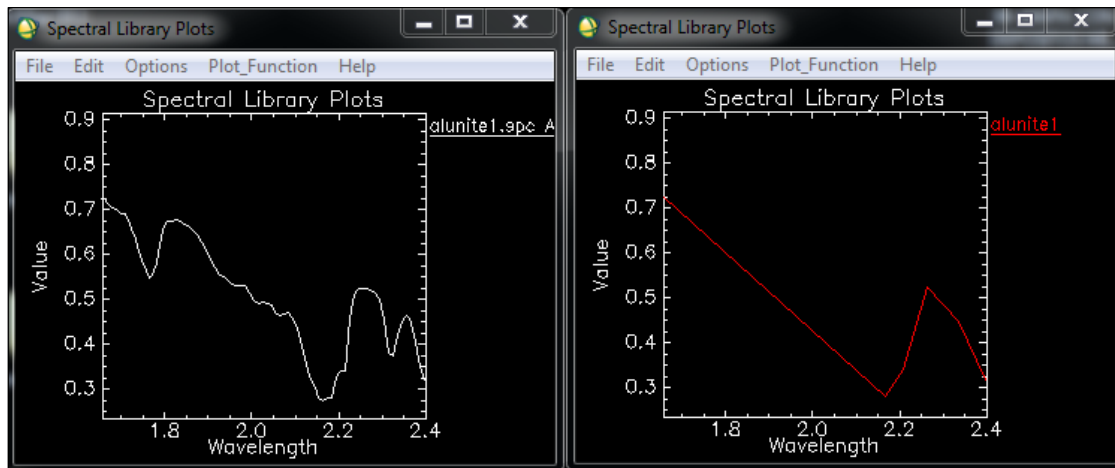 Spectral Library Plots
File Edit Options Plot_Function Help
Spectral Library Plots
alunite1.spc A
0.9
0.8
0.7
0.6
0.5
0.4
0.3
Value
1.8 2.0 2.2 2.4
Wavelength
Spectral Library Plots
File Edit Options Plot_Function Help
Spectral Library Plots
alunite1
0.9
0.8
0.7
0.6
0.5
0.4
0.3
Value
1.8 2.0 2.2 2.4
Wavelength